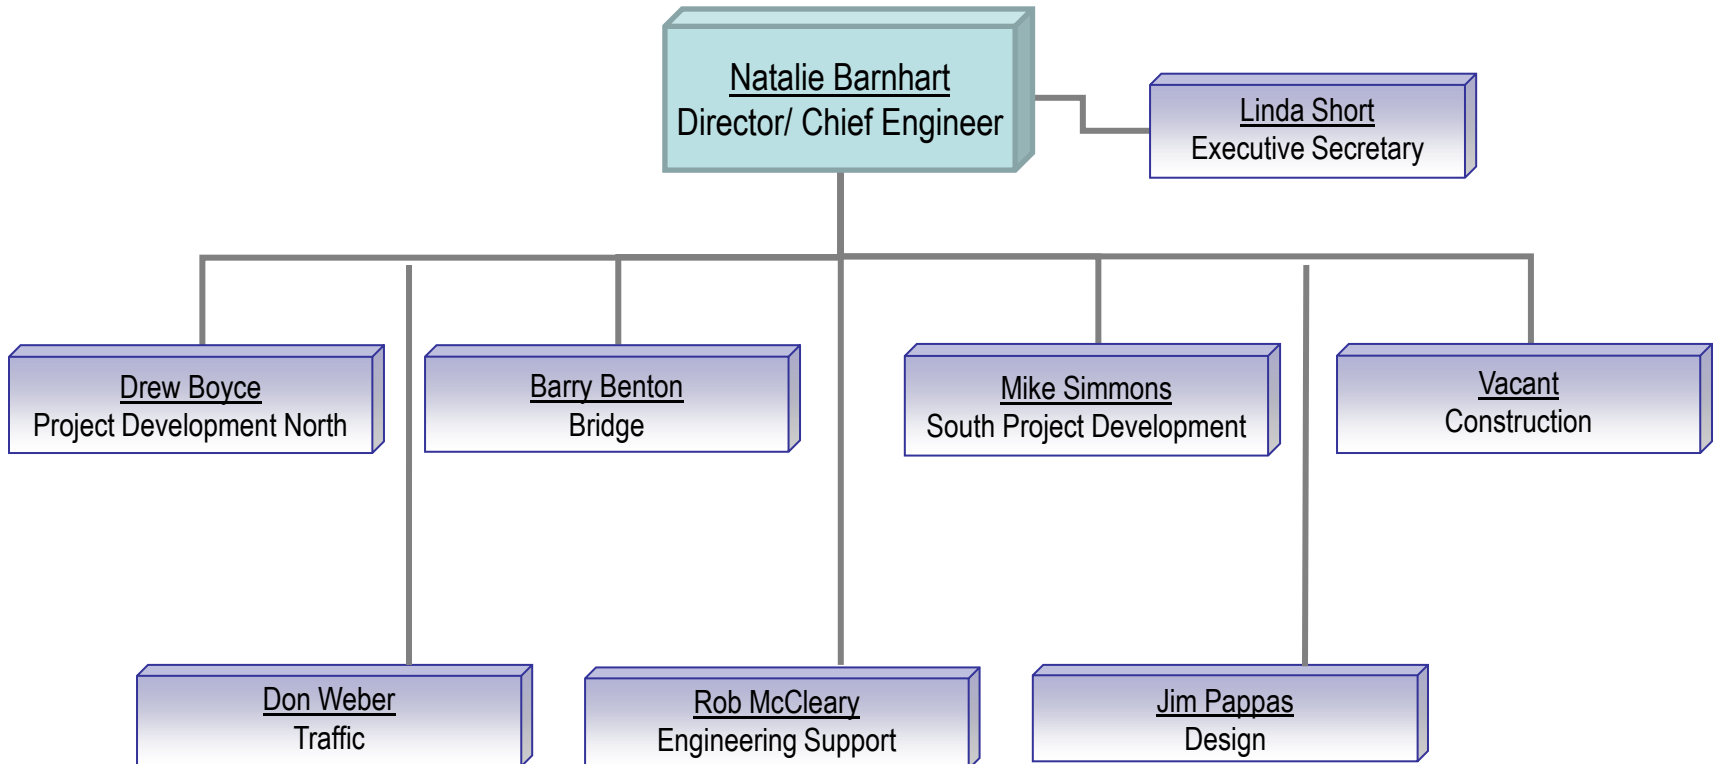 Natalie Barnhart
Director/ Chief Engineer
Linda Short
Executive Secretary
Drew Boyce
Project Development North
Barry Benton
Bridge
Mike Simmons
South Project Development
Vacant
Construction
Don Weber
Traffic
Rob McCleary
Engineering Support
Jim Pappas
Design